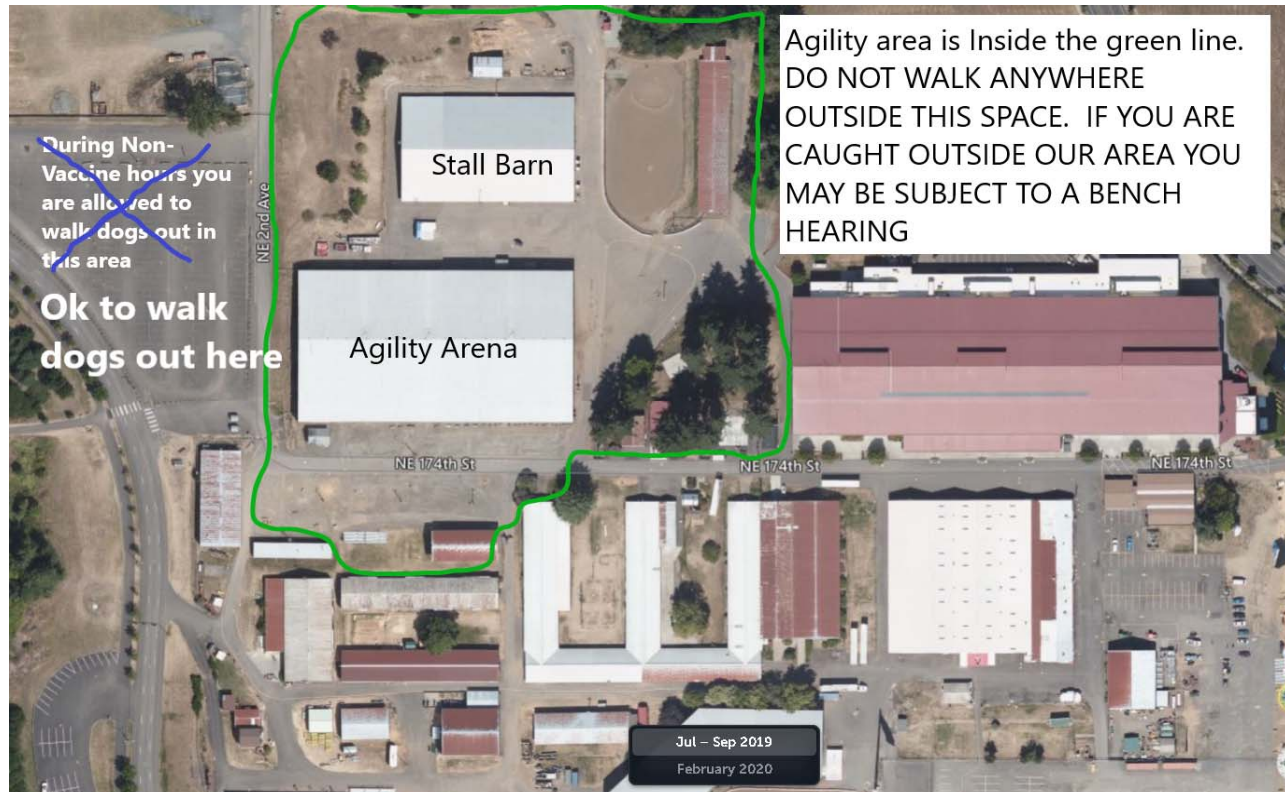 Agility area is Inside the green line.
DO NOT WALK ANYWHERE
OUTSIDE THIS SPACE.  IF YOU ARE
CAUGHT OUTSIDE OUR AREA YOU
MAY BE SUBJECT TO A BENCH
HEARING
During Non-
Vaccine hours you
are allowed to
walk dogs out in
this area
Ok to walk
dogs out here
NE 2nd Ave
Stall Barn
Agility Arena
NE 174th St
NE 174th St
NE 174th St
Jul – Sep 2019
February 2020